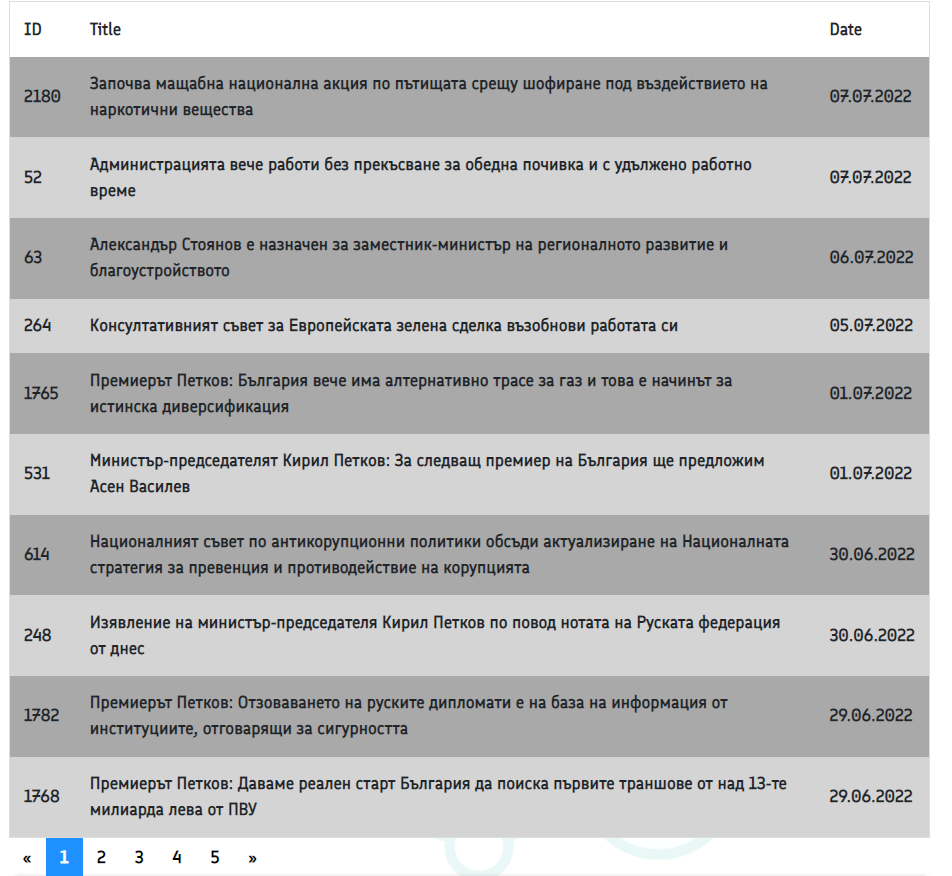 ID Title Date
Започва мащабна национална акция по пътищата срещу шофиране под въздействието на
2180 07.07.2022
наркотични вещества
Администрацията вече работи без прекъсване за обедна почивка и с удължено работно
52 07.07.2022
време
Александър Стоянов е назначен за заместник-министър на регионалното развитие и
63 06.07.2022
благоустройството
264 Консултативният съвет за Европейската зелена сделка възобнови работата си 05.07.2022
Премиерът Петков: България вече има алтернативно трасе за газ и това е начинът за
1765 01.07.2022
истинска диверсификация
Министър-председателят Кирил Петков: За следващ премиер на България ще предложим
531 01.07.2022
Асен Василев
Националният съвет по антикорупционни политики обсъди актуализиране на Националната
614 30.06.2022
стратегия за превенция и противодействие на корупцията
Изявление на министър-председателя Кирил Петков по повод нотата на Руската федерация
248 30.06.2022
от днес
Премиерът Петков: Отзоваването на руските дипломати е на база на информация от
1782 29.06.2022
институциите, отговарящи за сигурността
Премиерът Петков: Даваме реален старт България да поиска първите траншове от над 13-те
1768 29.06.2022
милиарда лева от ПВУ
« 1 2 3 4 5 »